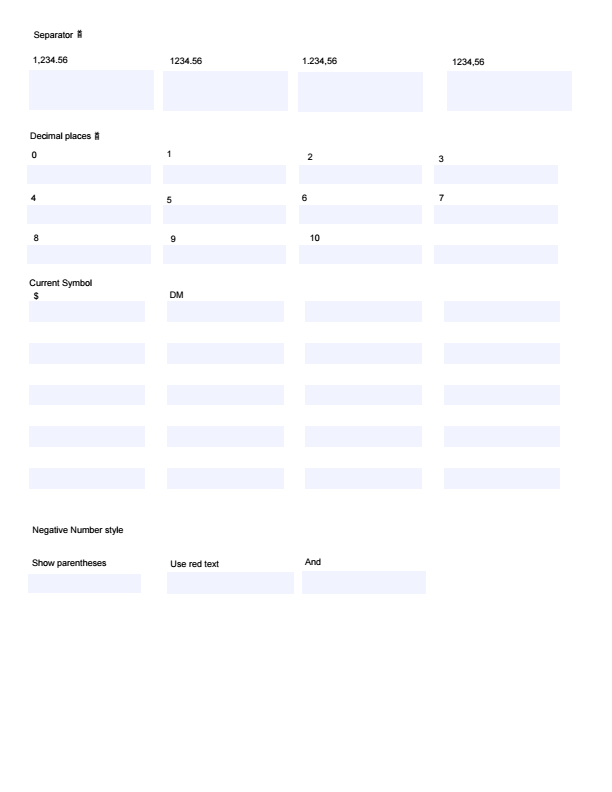 Separator
1,234.56 1234.56 1.234,56 1234,56
Decimal places
0 1 2 3
4 5 6 7
8 9 10
Current Symbol
$ DM
Negative Number style
Show parentheses Use red text And